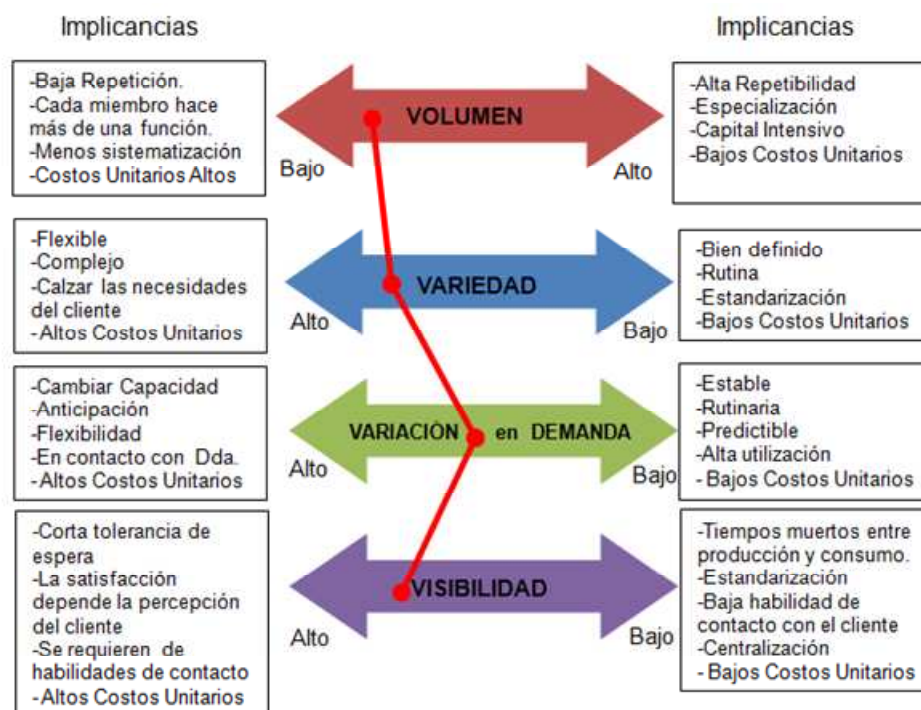 Implicancias
Implicancias
-Baja Repetición.
-Cada miembro hace
más de una función.
-Menos sistematización
-Costos Unitarios Altos
VOLUMEN
Bajo
Alto
-Alta Repetibilidad
-Especialización
-Capital Intensivo
-Bajos Costos Unitarios
-Flexible
-Complejo
-Calzar las necesidades
del cliente
-Altos Costos Unitarios
VARIEDAD
Alto
Bajo
-Bien definido
-Rutina
-Estandarización
-Bajos Costos Unitarios
-Cambiar Capacidad
-Anticipación
-Flexibilidad
-En contacto con Dda.
-Altos Costos Unitarios
VARIACIÓN en DEMANDA
Alto
Bajo
-Estable
-Rutinaria
-Predictible
-Alta utilización
- Bajos Costos Unitarios
-Corta tolerancia de
espera
-La satisfacción
depende la percepción
del cliente
-Se requieren de
habilidades de contacto
-Altos Costos Unitarios
VISIBILIDAD
Alto
Bajo
-Tiempos muertos entre
producción y consumo.
-Estandarización
-Baja habilidad de
contacto con el cliente
-Centralización
- Bajos Costos Unitarios